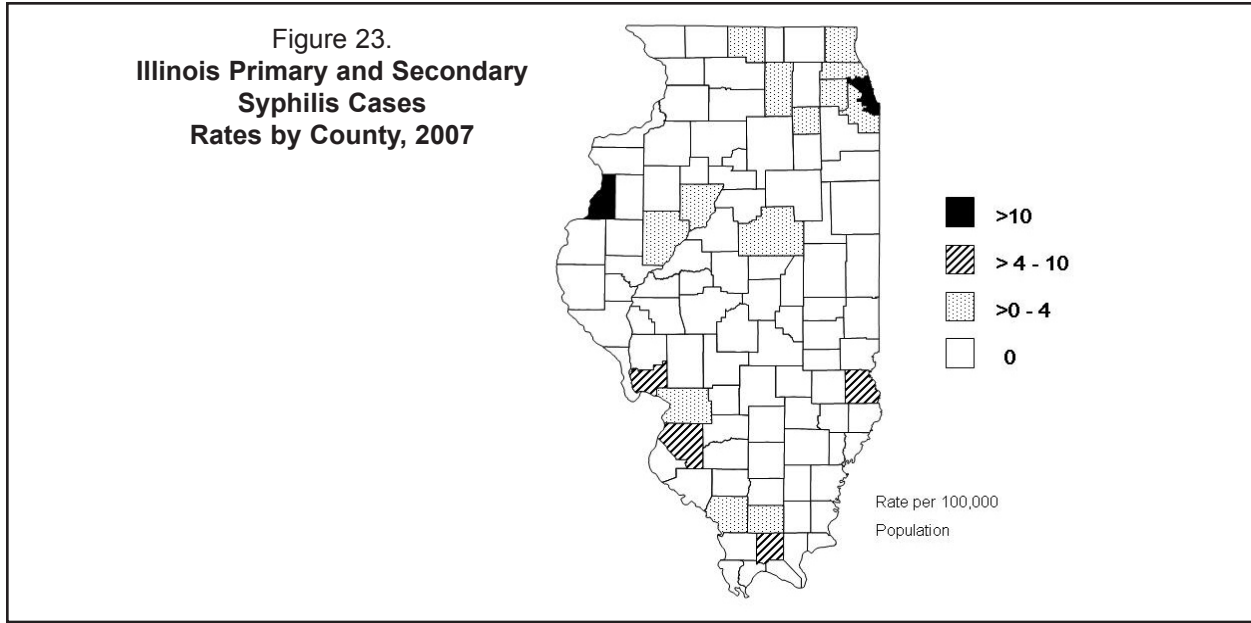 Figure 23.
Illinois Primary and Secondary
Syphilis Cases
Rates by County, 2007
>10
> 4 - 10
>0 - 4
0
Rate per 100,000
Population